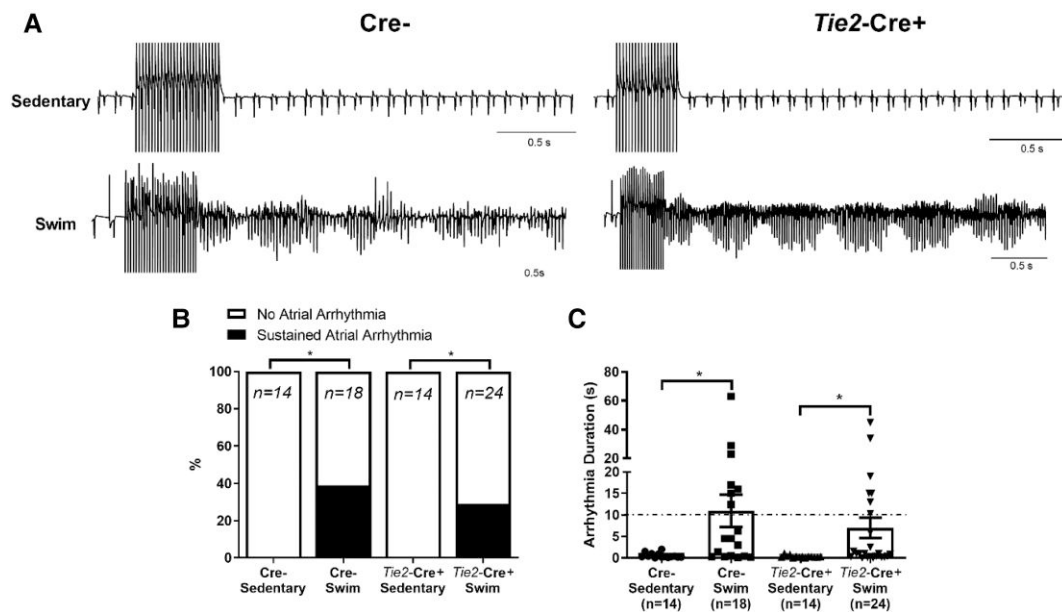 A
Cre-
Tie2-Cre+
Sedentary
0.5 s
0.5 s
Swim
0.5s
0.5 s
B
No Atrial Arrhythmia
Sustained Atrial Arrhythmia
*
*
100
80
60
40
20
0
%
n=14
n=18
n=14
n=24
Cre-
Sedentary
Cre-
Swim
Tie2-Cre+
Sedentary
Tie2-Cre+
Swim
C
Arrhythmia Duration (s)
80
60
40
20
20
15
10
5
0
*
*
Cre-
Sedentary
(n=14)
Cre-
Swim
(n=18)
Tie2-Cre+
Sedentary
(n=14)
Tie2-Cre+
Swim
(n=24)